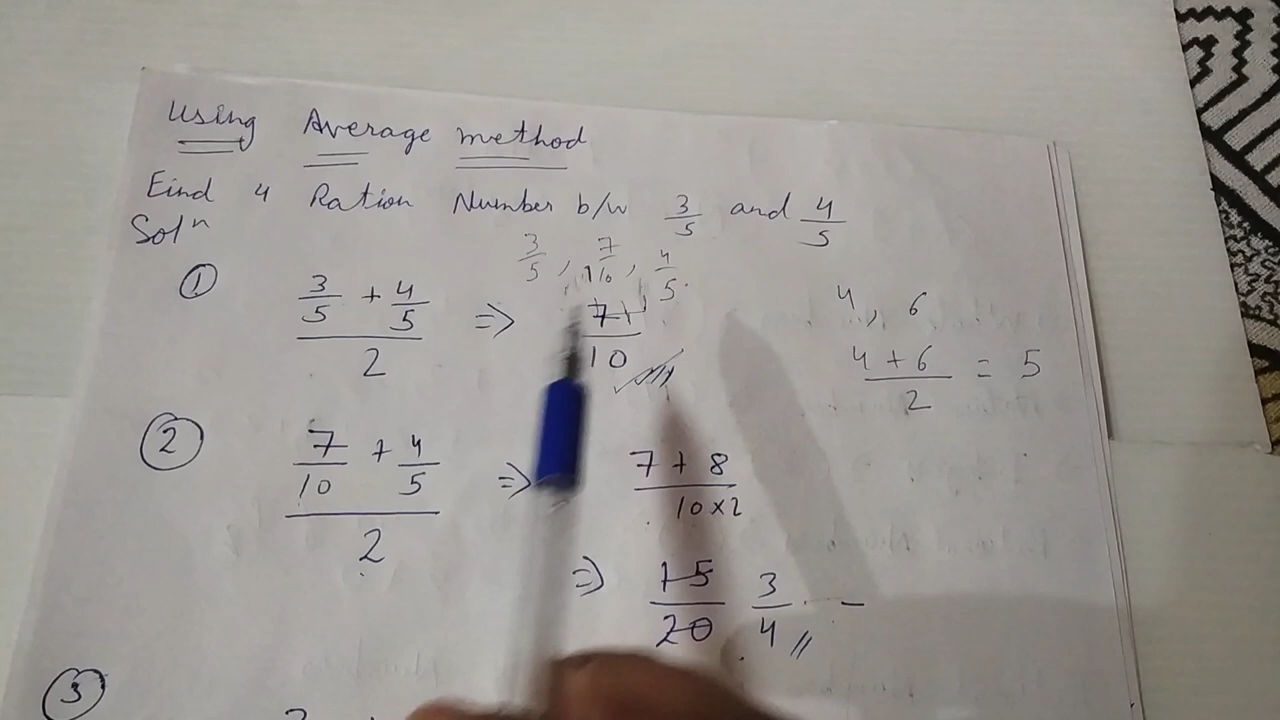 Using Average method
Find 4 Ration Number b/w 3/5 and 4/5
Solⁿ
3/5, 7/10, 4/5.
① (3/5 + 4/5)/2 ⇒ 7/10
4, 6
(4 + 6)/2 = 5
② (7/10 + 4/5)/2 ⇒ (7 + 8)/(10×2)
⇒ 15/20 3/4
③